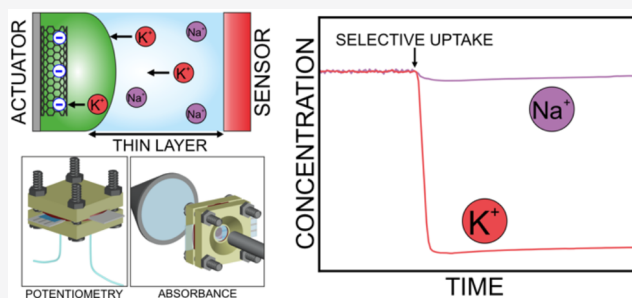 ACTUATOR
K⁺
K⁺
K⁺
Na⁺
Na⁺
Na⁺
SENSOR
THIN LAYER
POTENTIOMETRY
ABSORBANCE
CONCENTRATION
SELECTIVE UPTAKE
Na⁺
K⁺
TIME